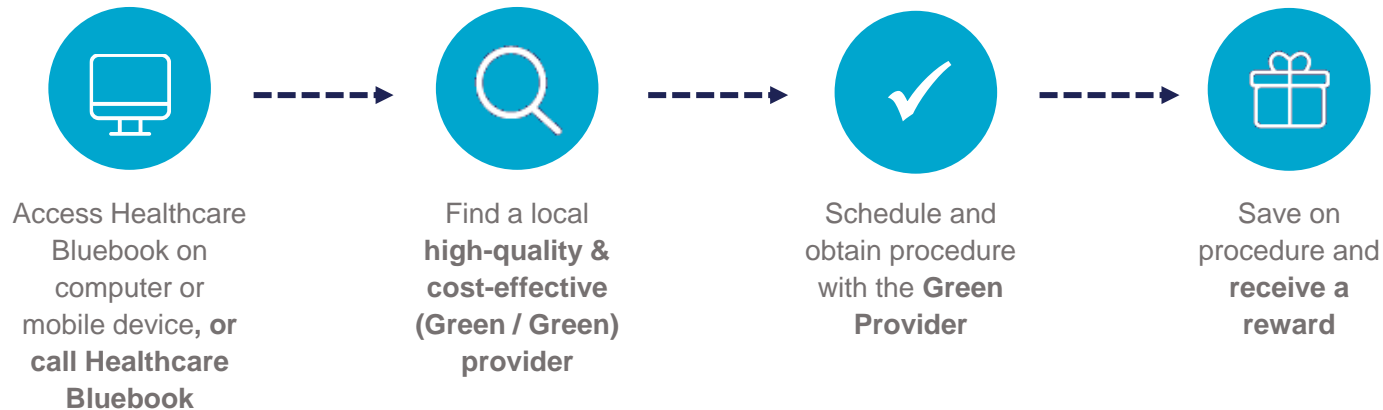 Access Healthcare
Bluebook on
computer or
mobile device, or
call Healthcare
Bluebook
Find a local
high-quality &
cost-effective
(Green / Green)
provider
Schedule and
obtain procedure
with the Green
Provider
Save on
procedure and
receive a
reward